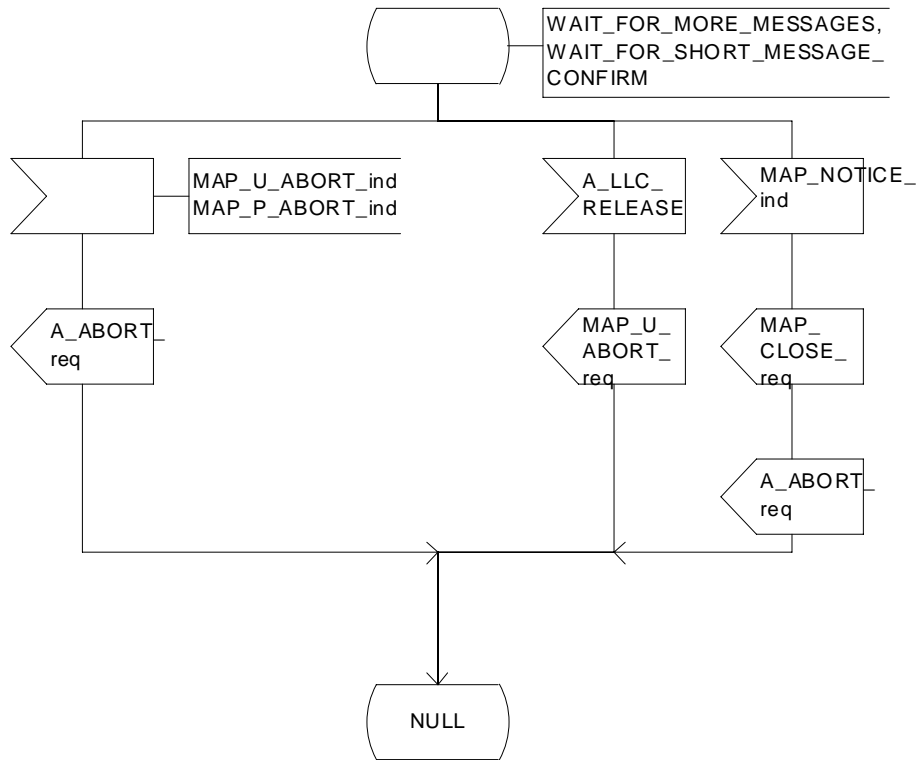 WAIT_FOR_MORE_MESSAGES,
WAIT_FOR_SHORT_MESSAGE_
CONFIRM
MAP_U_ABORT_ind
MAP_P_ABORT_ind
A_LLC_
RELEASE
MAP_NOTICE_
ind
A_ABORT_
req
MAP_U_
ABORT_
req
MAP_
CLOSE_
req
A_ABORT_
req
NULL